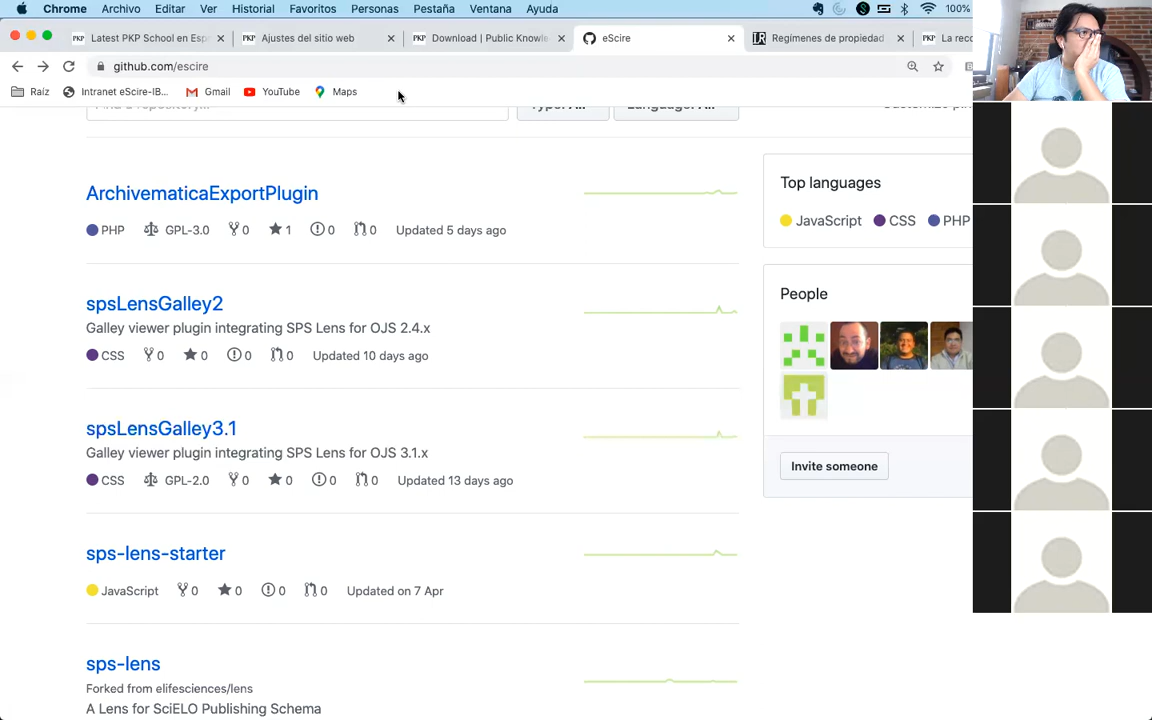 Chrome Archivo Editar Ver Historial Favoritos Personas Pestaña Ventana Ayuda 100%
Latest PKP School en Esp
Ajustes del sitio web
Download | Public Knowle
eScire
Regímenes de propiedad
La reco
github.com/escire
Raíz Intranet eScire-IB... Gmail YouTube Maps
ArchivematicaExportPlugin
PHP GPL-3.0 0 1 0 0 Updated 5 days ago
spsLensGalley2
Galley viewer plugin integrating SPS Lens for OJS 2.4.x
CSS 0 0 0 0 Updated 10 days ago
spsLensGalley3.1
Galley viewer plugin integrating SPS Lens for OJS 3.1.x
CSS GPL-2.0 0 0 0 0 Updated 13 days ago
sps-lens-starter
JavaScript 0 0 0 0 Updated on 7 Apr
sps-lens
Forked from elifesciences/lens
A Lens for SciELO Publishing Schema
Top languages
JavaScript CSS PHP
People
Invite someone